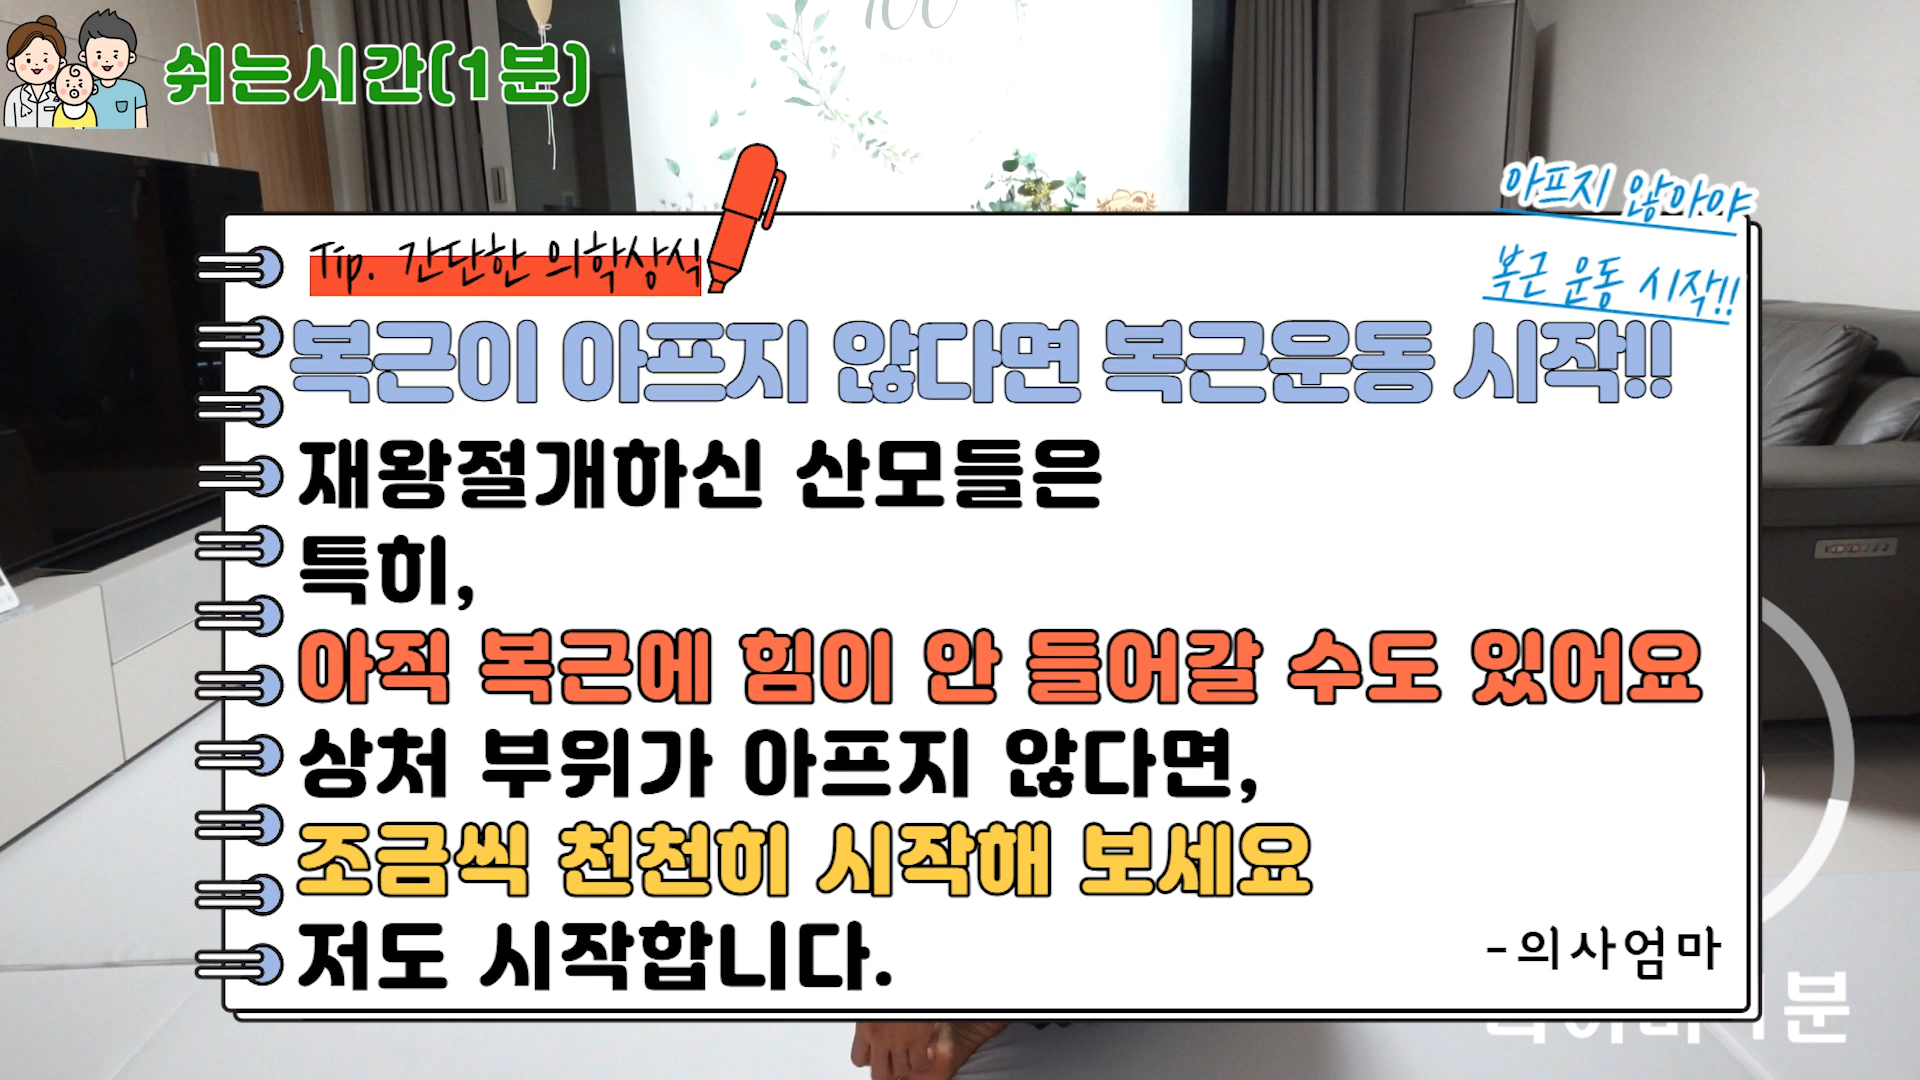 쉬는시간(1분)
100
아프지 않아야
복근 운동 시작!!
Tip. 간단한 의학상식
복근이 아프지 않다면 복근운동 시작!!
재왕절개하신 산모들은
특히,
아직 복근에 힘이 안 들어갈 수도 있어요
상처 부위가 아프지 않다면,
조금씩 천천히 시작해 보세요
저도 시작합니다.
-의사엄마
1분